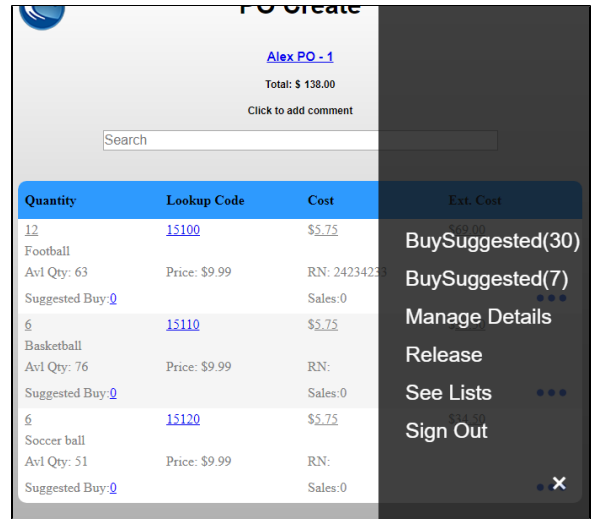 PO Create
Alex PO - 1
Total: $ 138.00
Click to add comment
Search
Quantity Lookup Code Cost Ext. Cost
12 15100 $5.75 $69.00
Football
Avl Qty: 63 Price: $9.99 RN: 24234233
Suggested Buy:0 Sales:0
6 15110 $5.75
Basketball
Avl Qty: 76 Price: $9.99 RN:
Suggested Buy:0 Sales:0
6 15120 $5.75 $34.50
Soccer ball
Avl Qty: 51 Price: $9.99 RN:
Suggested Buy:0 Sales:0
BuySuggested(30)
BuySuggested(7)
Manage Details
Release
See Lists
Sign Out
×